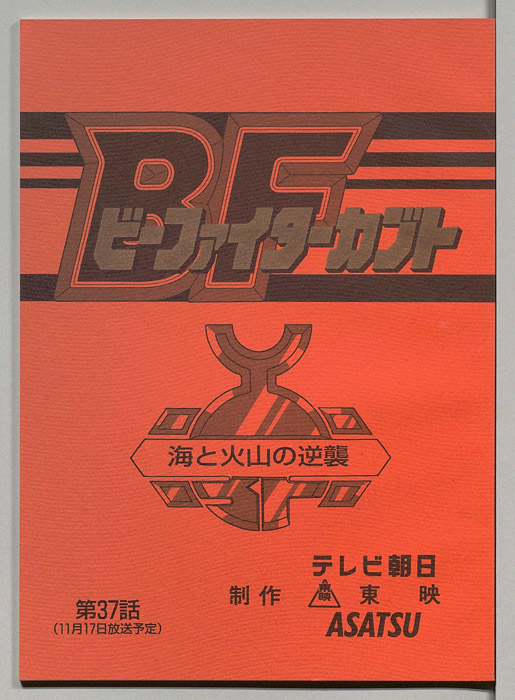 BF
ビーファイターカブト
海と火山の逆襲
テレビ朝日
制作 東映 東映
ASATSU
第37話
(11月17日放送予定)